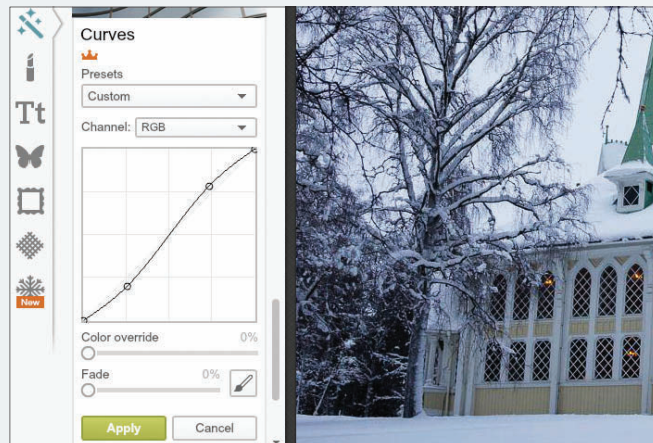 Curves
Presets
Custom
Channel: RGB
Color override 0%
Fade 0%
Apply Cancel
Tt
New